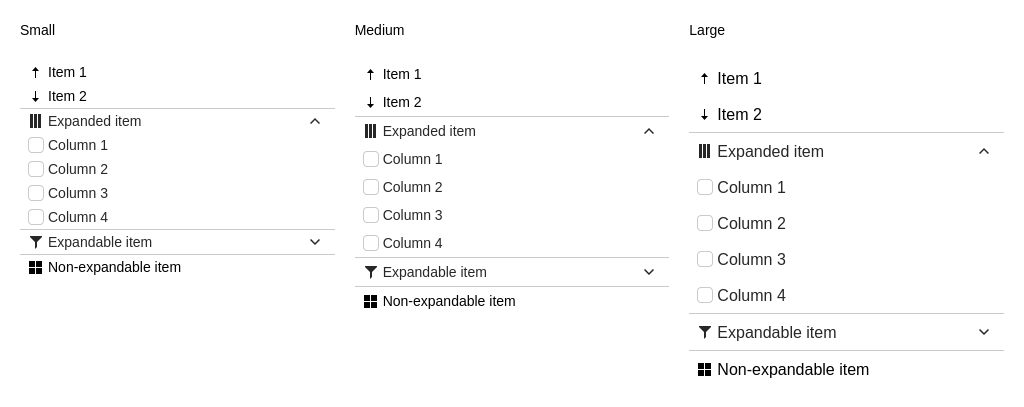 Small
Item 1
Item 2
Expanded item
Column 1
Column 2
Column 3
Column 4
Expandable item
Non-expandable item
Medium
Item 1
Item 2
Expanded item
Column 1
Column 2
Column 3
Column 4
Expandable item
Non-expandable item
Large
Item 1
Item 2
Expanded item
Column 1
Column 2
Column 3
Column 4
Expandable item
Non-expandable item